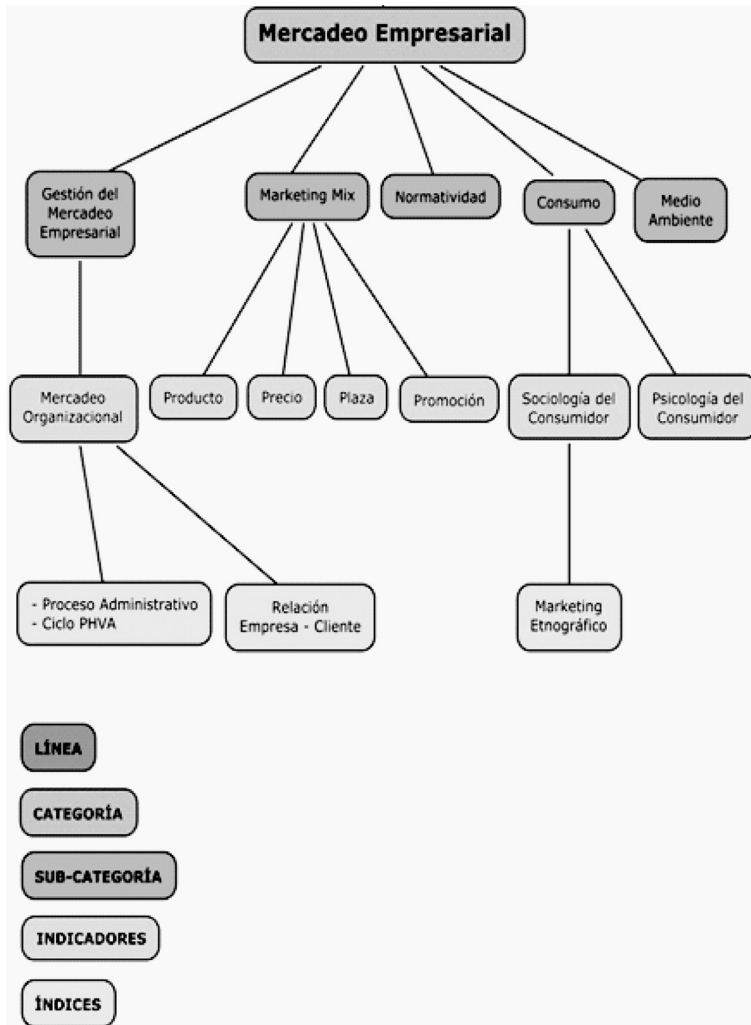 Mercadeo Empresarial
Gestión del
Mercadeo
Empresarial
Marketing Mix
Normatividad
Consumo
Medio
Ambiente
Mercadeo
Organizacional
Producto
Precio
Plaza
Promoción
Sociología del
Consumidor
Psicología del
Consumidor
- Proceso Administrativo
- Ciclo PHVA
Relación
Empresa - Cliente
Marketing
Etnográfico
LÍNEA
CATEGORÍA
SUB-CATEGORÍA
INDICADORES
ÍNDICES